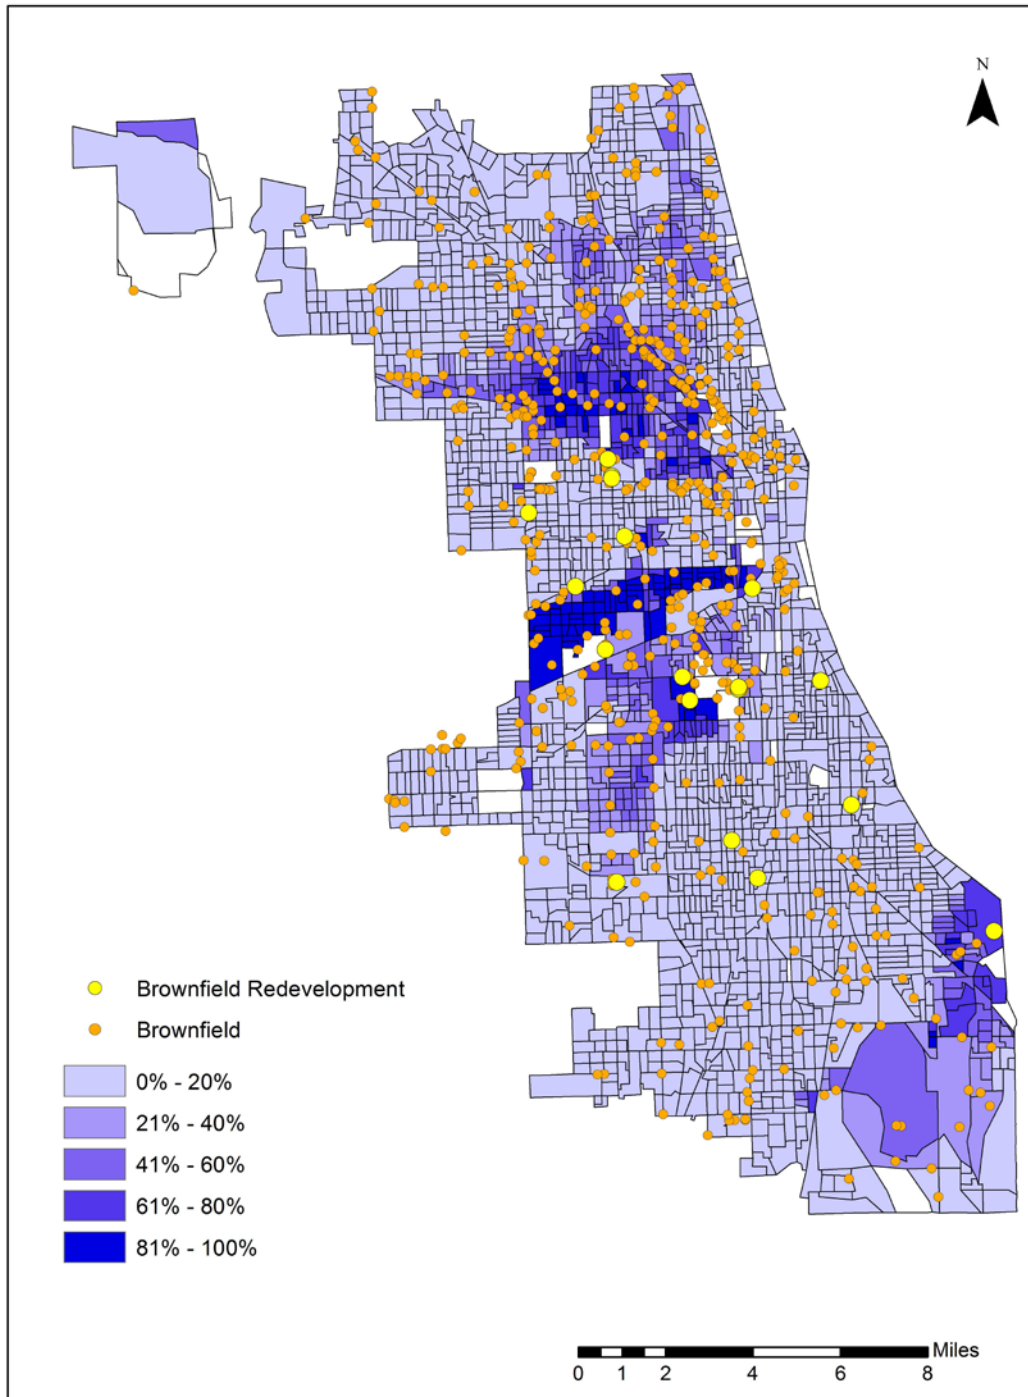 N
Brownfield Redevelopment
Brownfield
0% - 20%
21% - 40%
41% - 60%
61% - 80%
81% - 100%
Miles
0 1 2 4 6 8